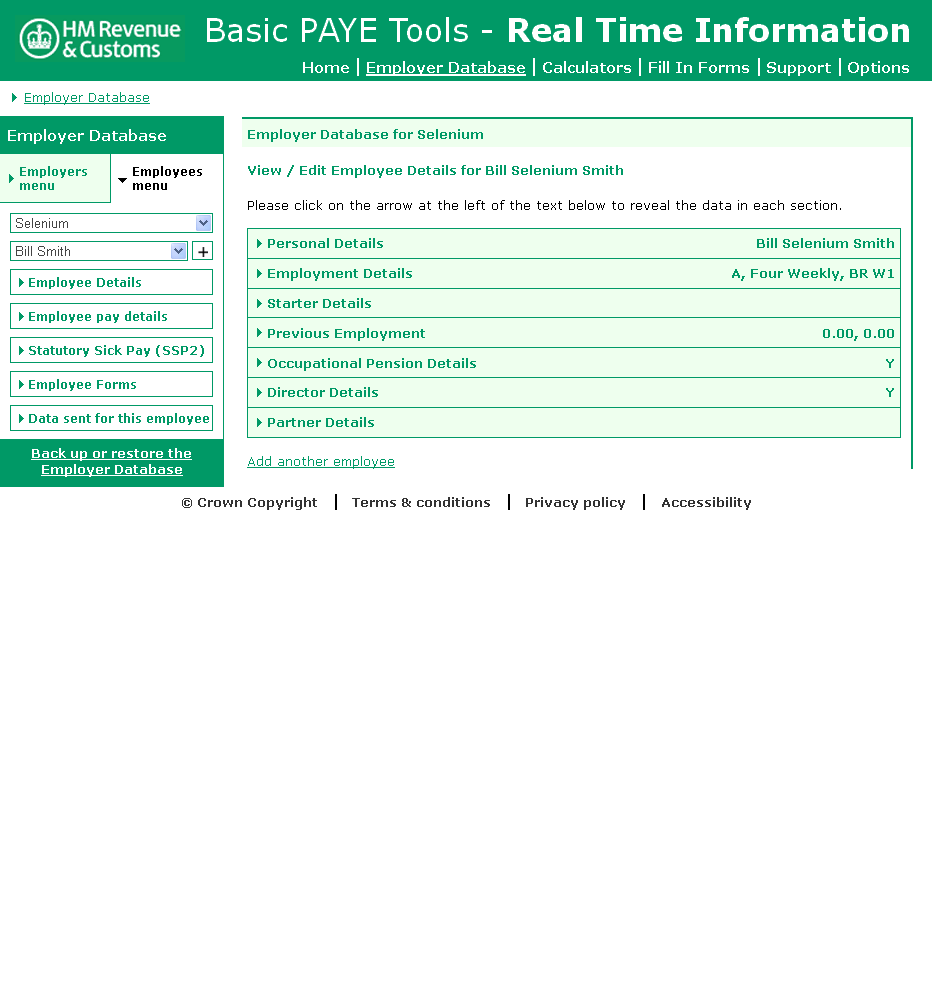 HM Revenue
& Customs
Basic PAYE Tools - Real Time Information
Home | Employer Database | Calculators | Fill In Forms | Support | Options
Employer Database
Employer Database
Employers
menu
Employees
menu
Selenium
Bill Smith
+
Employee Details
Employee pay details
Statutory Sick Pay (SSP2)
Employee Forms
Data sent for this employee
Back up or restore the
Employer Database
Employer Database for Selenium
View / Edit Employee Details for Bill Selenium Smith
Please click on the arrow at the left of the text below to reveal the data in each section.
Personal Details Bill Selenium Smith
Employment Details A, Four Weekly, BR W1
Starter Details
Previous Employment 0.00, 0.00
Occupational Pension Details Y
Director Details Y
Partner Details
Add another employee
© Crown Copyright | Terms & conditions | Privacy policy | Accessibility